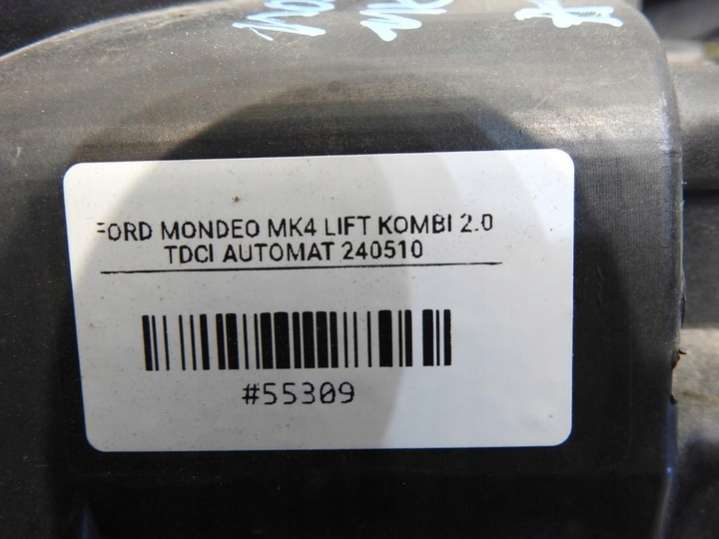 FORD MONDEO MK4 LIFT KOMBI 2.0
TDCI AUTOMAT 240510
#55309